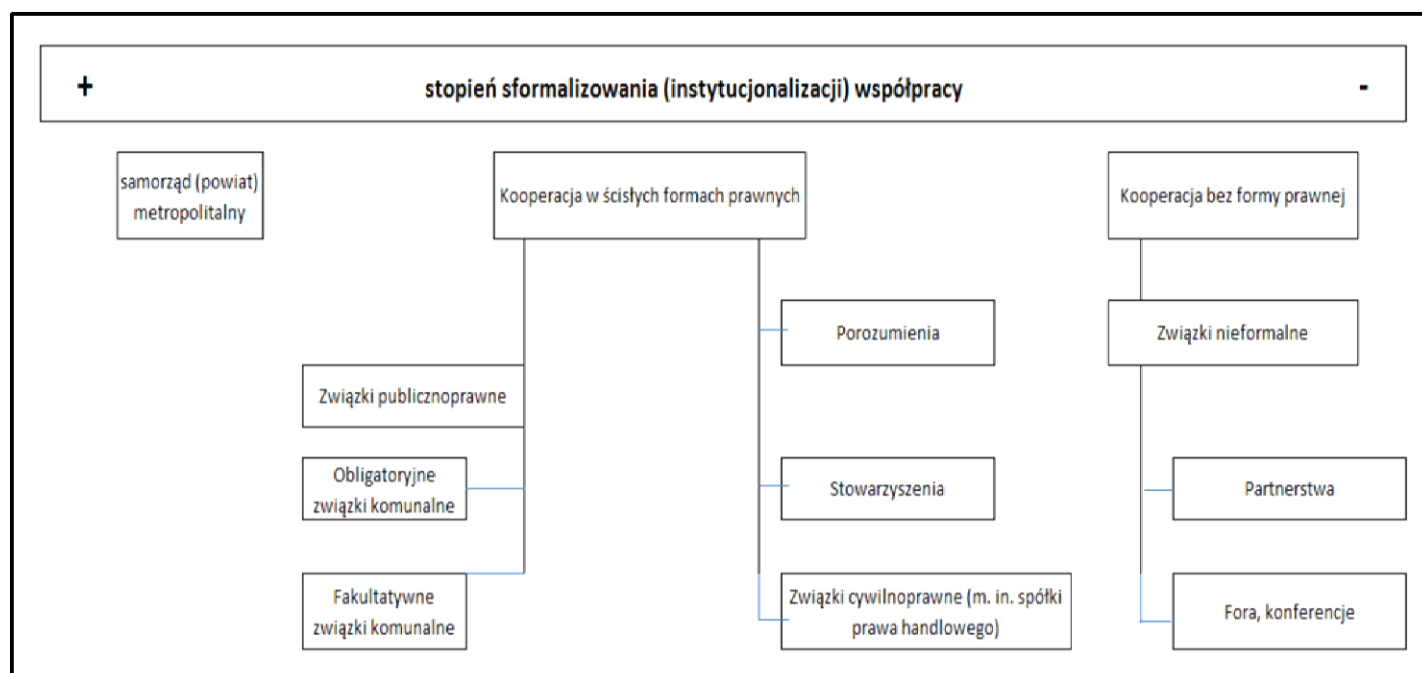 + stopień sformalizowania (instytucjonalizacji) współpracy -
samorząd (powiat)
metropolitalny
Kooperacja w ścisłych formach prawnych
Kooperacja bez formy prawnej
Porozumienia
Związki nieformalne
Związki publicznoprawne
Obligatoryjne
związki komunalne
Stowarzyszenia
Partnerstwa
Fakultatywne
związki komunalne
Związki cywilnoprawne (m. in. spółki
prawa handlowego)
Fora, konferencje